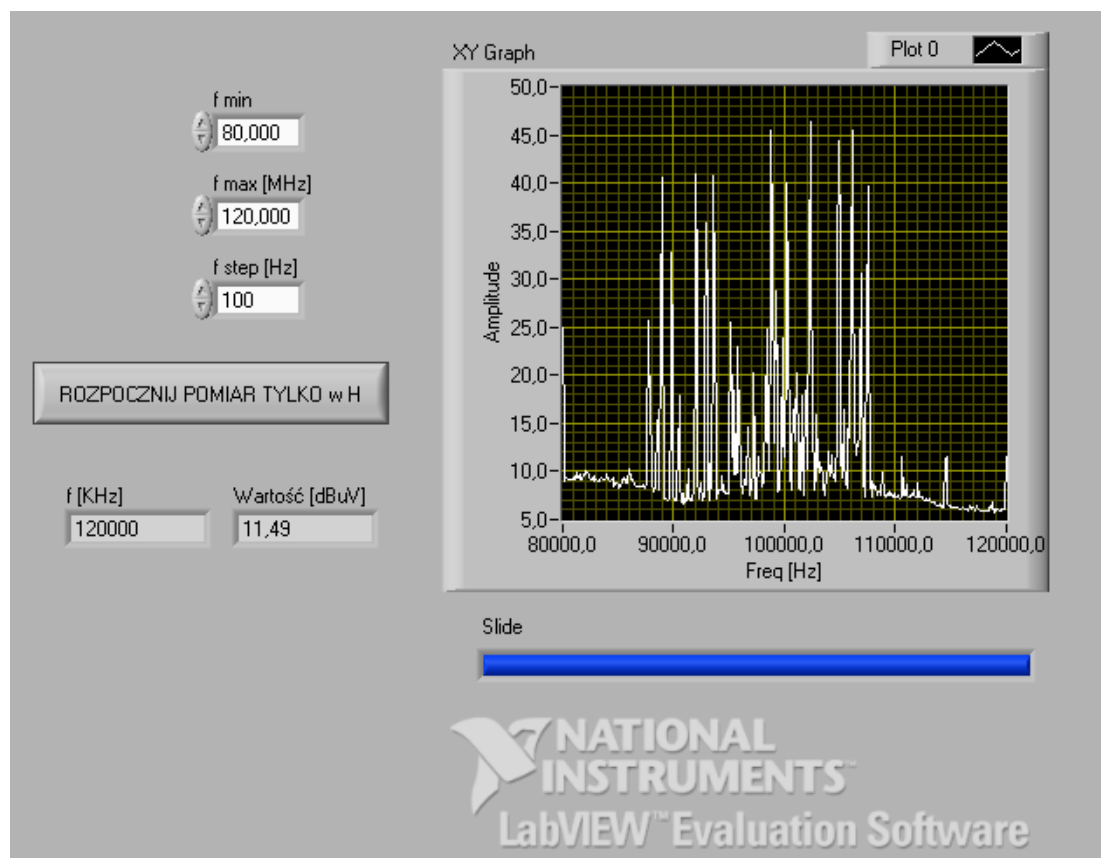 f min
80,000
f max [MHz]
120,000
f step [Hz]
100
ROZPOCZNIJ POMIAR TYLKO w H
f [KHz]
120000
Wartość [dBuV]
11,49
XY Graph
Plot 0
50,0
45,0
40,0
35,0
30,0
25,0
20,0
15,0
10,0
5,0
Amplitude
80000,0 90000,0 100000,0 110000,0 120000,0
Freq [Hz]
Slide
NATIONAL
INSTRUMENTS™
LabVIEW™ Evaluation Software